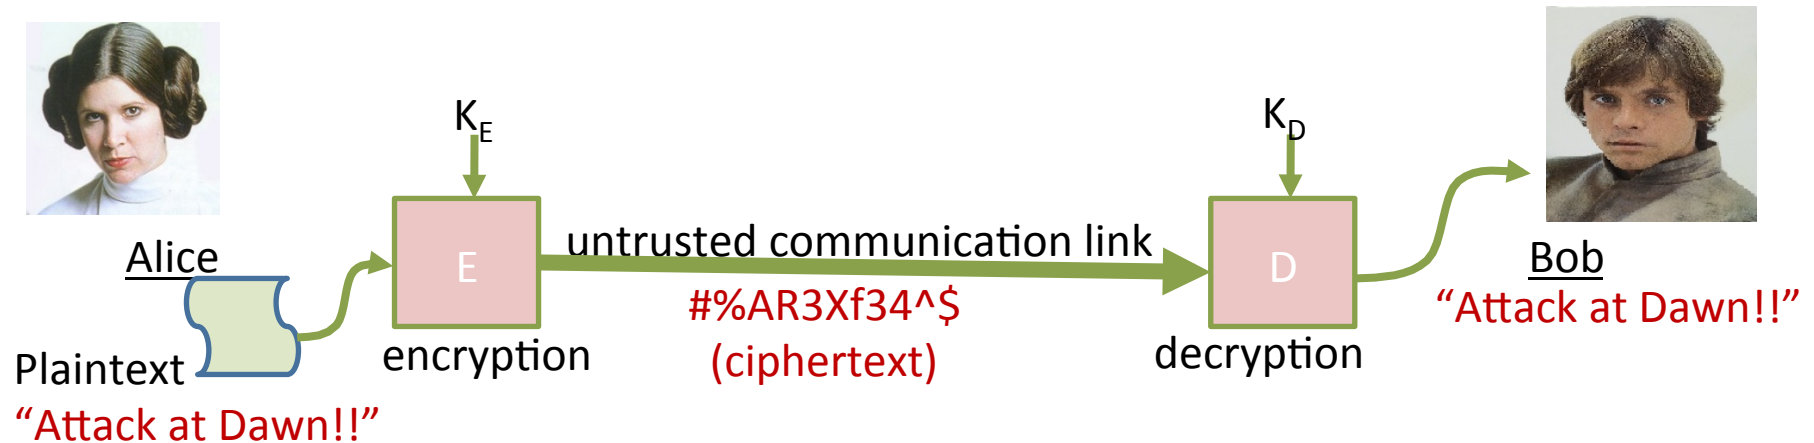 K_E
K_D
Alice
E
untrusted communication link
D
Bob
#%AR3Xf34^$
“Attack at Dawn!!”
encryption
(ciphertext)
decryption
Plaintext
“Attack at Dawn!!”